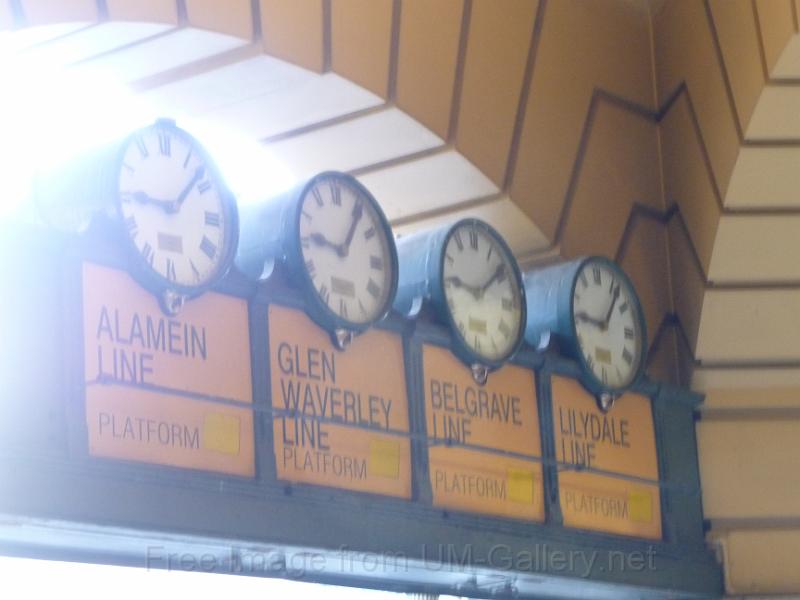 ALAMEIN
LINE
PLATFORM
GLEN
WAVERLEY
LINE
PLATFORM
BELGRAVE
LINE
PLATFORM
LILYDALE
LINE
PLATFORM
Free Image from UM-Gallery.net